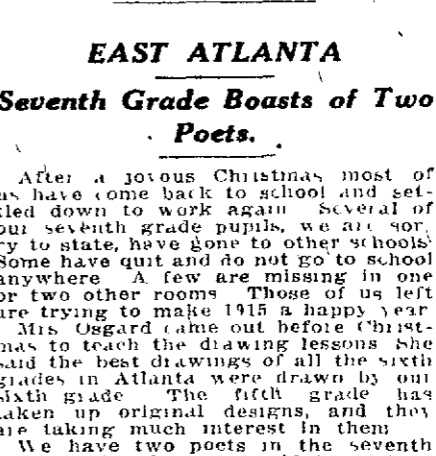 EAST ATLANTA
Seventh Grade Boasts of Two
Poets.
After a joyous Christmas most of
us have come back to school and set-
tled down to work again Several of
our seventh grade pupils, we are sor-
ry to state, have gone to other schools
Some have quit and do not go to school
anywhere A few are missing in one
or two other rooms Those of us left
are trying to make 1915 a happy year
Mrs Osgard came out before Christ-
mas to teach the drawing lessons She
said the best drawings of all the sixth
grades in Atlanta were drawn by our
sixth grade The fifth grade has
taken up original designs, and they
are taking much interest in them
We have two poets in the seventh